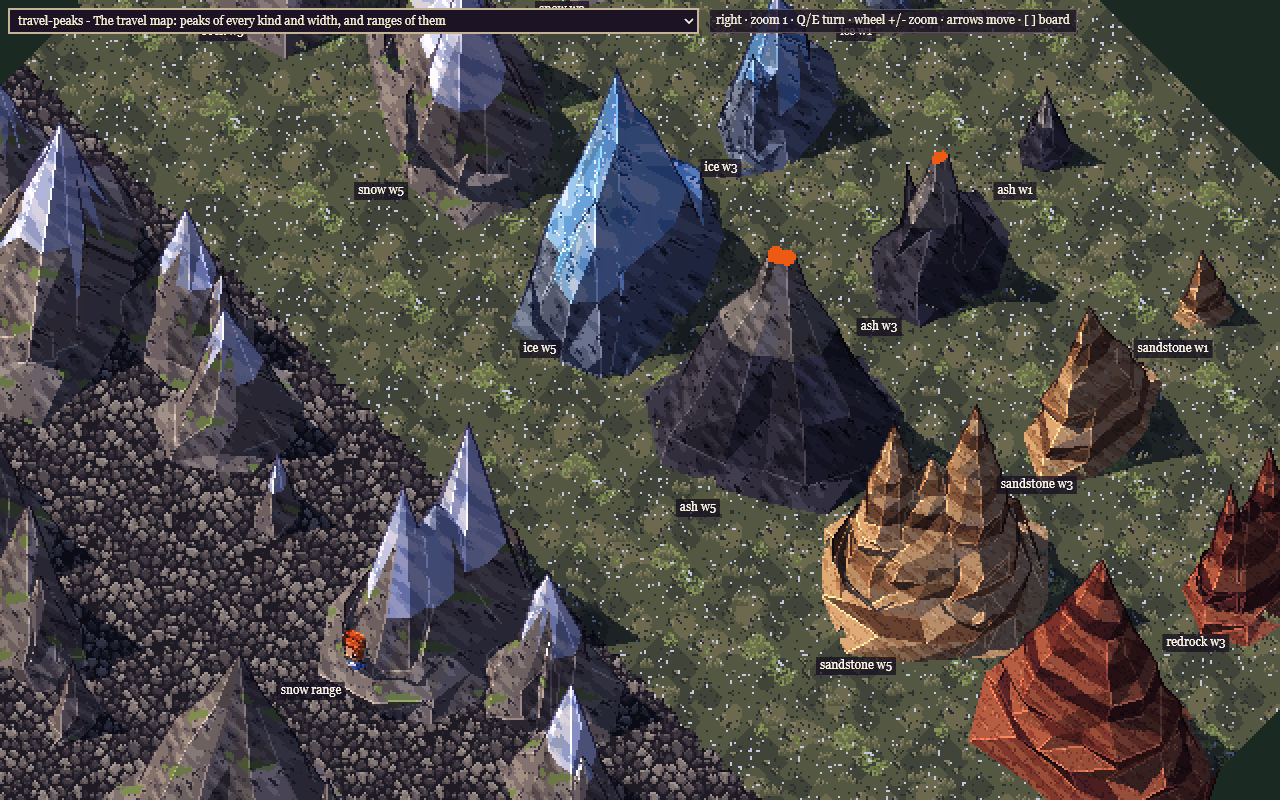 travel-peaks - The travel map: peaks of every kind and width, and ranges of them
right · zoom 1 · Q/E turn · wheel +/- zoom · arrows move · [ ] board
ice w3
snow w5
ash w1
ash w3
ice w5
sandstone w1
sandstone w3
ash w5
redrock w3
sandstone w5
snow range